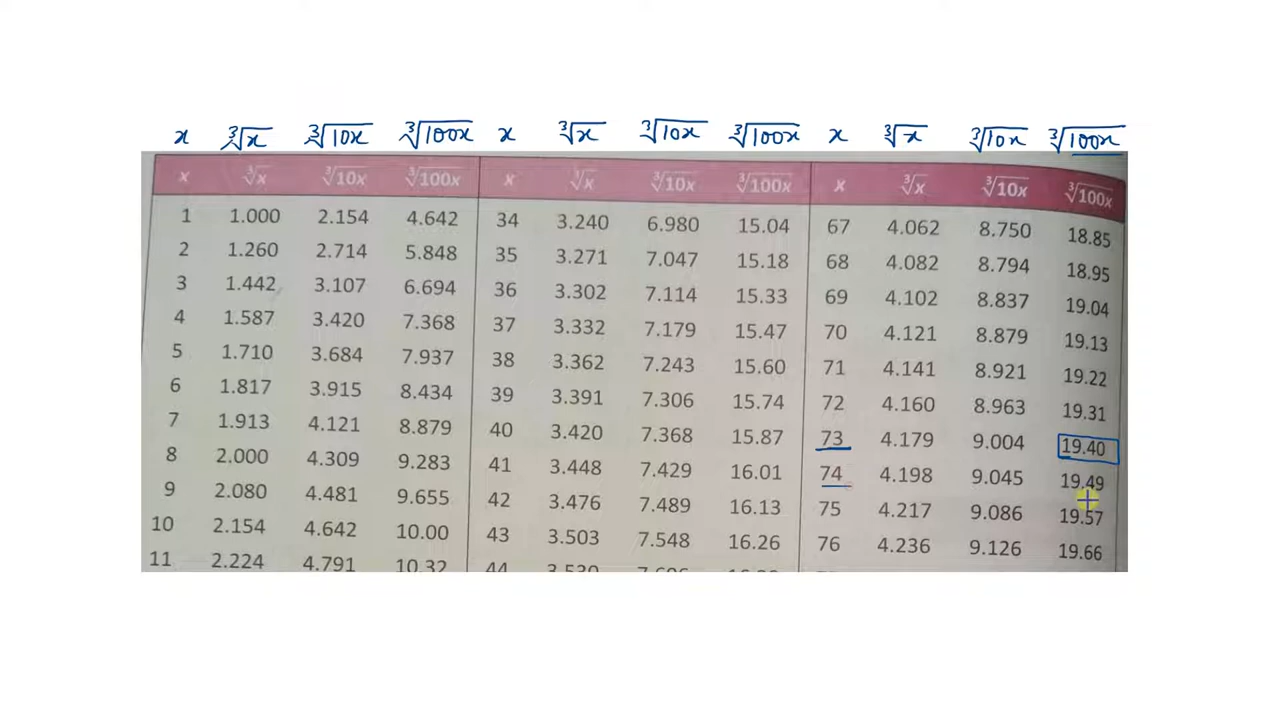 x ∛x ∛10x ∛100x x ∛x ∛10x ∛100x x ∛x ∛10x ∛100x
x ∛x ∛10x ∛100x x ∛x ∛10x ∛100x x ∛x ∛10x ∛100x
1 1.000 2.154 4.642 34 3.240 6.980 15.04 67 4.062 8.750 18.85
2 1.260 2.714 5.848 35 3.271 7.047 15.18 68 4.082 8.794 18.95
3 1.442 3.107 6.694 36 3.302 7.114 15.33 69 4.102 8.837 19.04
4 1.587 3.420 7.368 37 3.332 7.179 15.47 70 4.121 8.879 19.13
5 1.710 3.684 7.937 38 3.362 7.243 15.60 71 4.141 8.921 19.22
6 1.817 3.915 8.434 39 3.391 7.306 15.74 72 4.160 8.963 19.31
7 1.913 4.121 8.879 40 3.420 7.368 15.87 73 4.179 9.004 19.40
8 2.000 4.309 9.283 41 3.448 7.429 16.01 74 4.198 9.045 19.49
9 2.080 4.481 9.655 42 3.476 7.489 16.13 75 4.217 9.086 19.57
10 2.154 4.642 10.00 43 3.503 7.548 16.26 76 4.236 9.126 19.66
11 2.224 4.791 10.32 44 3.530